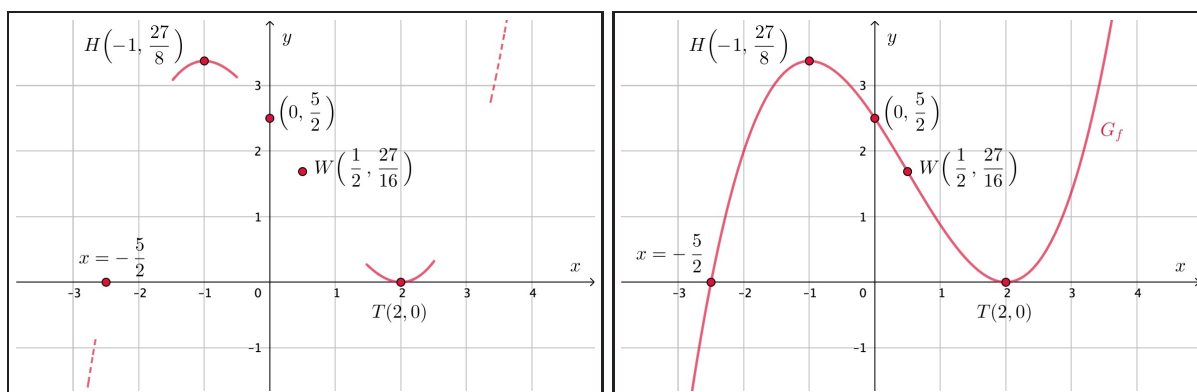 H(−1, 27/8)
y
3
(0, 5/2)
2
W(1/2, 27/16)
1
x = − 5/2
x
−3 −2 −1 0 1 2 3 4
T(2, 0)
−1
H(−1, 27/8)
y
3
(0, 5/2)
G_f
2
W(1/2, 27/16)
1
x = − 5/2
x
−3 −2 −1 0 1 2 3 4
T(2, 0)
−1